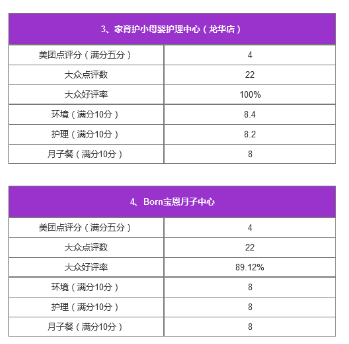 3、家育护小母婴护理中心（龙华店）
美团点评分（满分五分） 4
大众点评数 22
大众好评率 100%
环境（满分10分） 8.4
护理（满分10分） 8.2
月子餐（满分10分） 8
4、Born宝恩月子中心
美团点评分（满分五分） 4
大众点评数 22
大众好评率 89.12%
环境（满分10分） 8
护理（满分10分） 8
月子餐（满分10分） 8